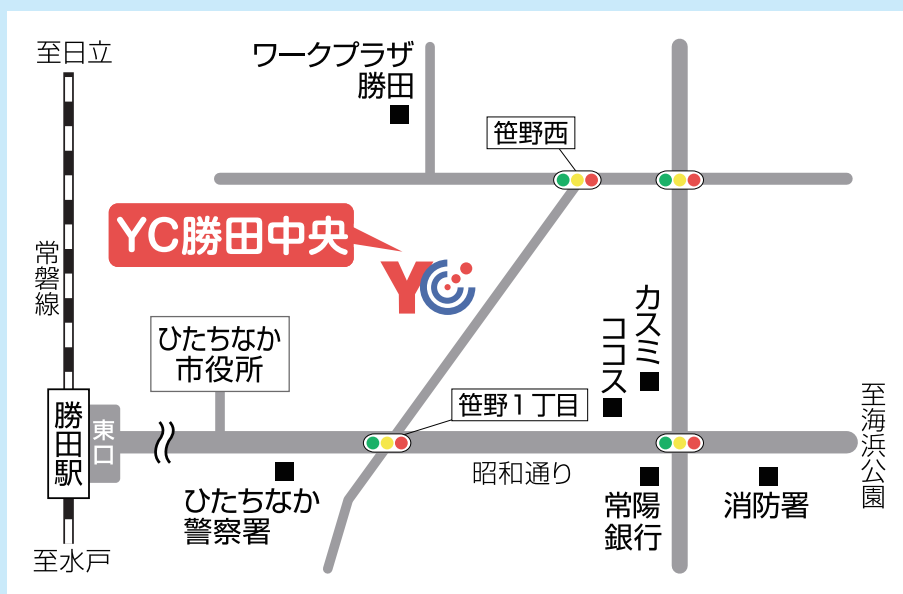 至日立
ワークプラザ
勝田
笹野西
YC勝田中央
YC
常磐線
カスミ
ココス
ひたちなか
市役所
笹野1丁目
勝田駅
東口
至海浜公園
昭和通り
ひたちなか
警察署
常陽
銀行
消防署
至水戸